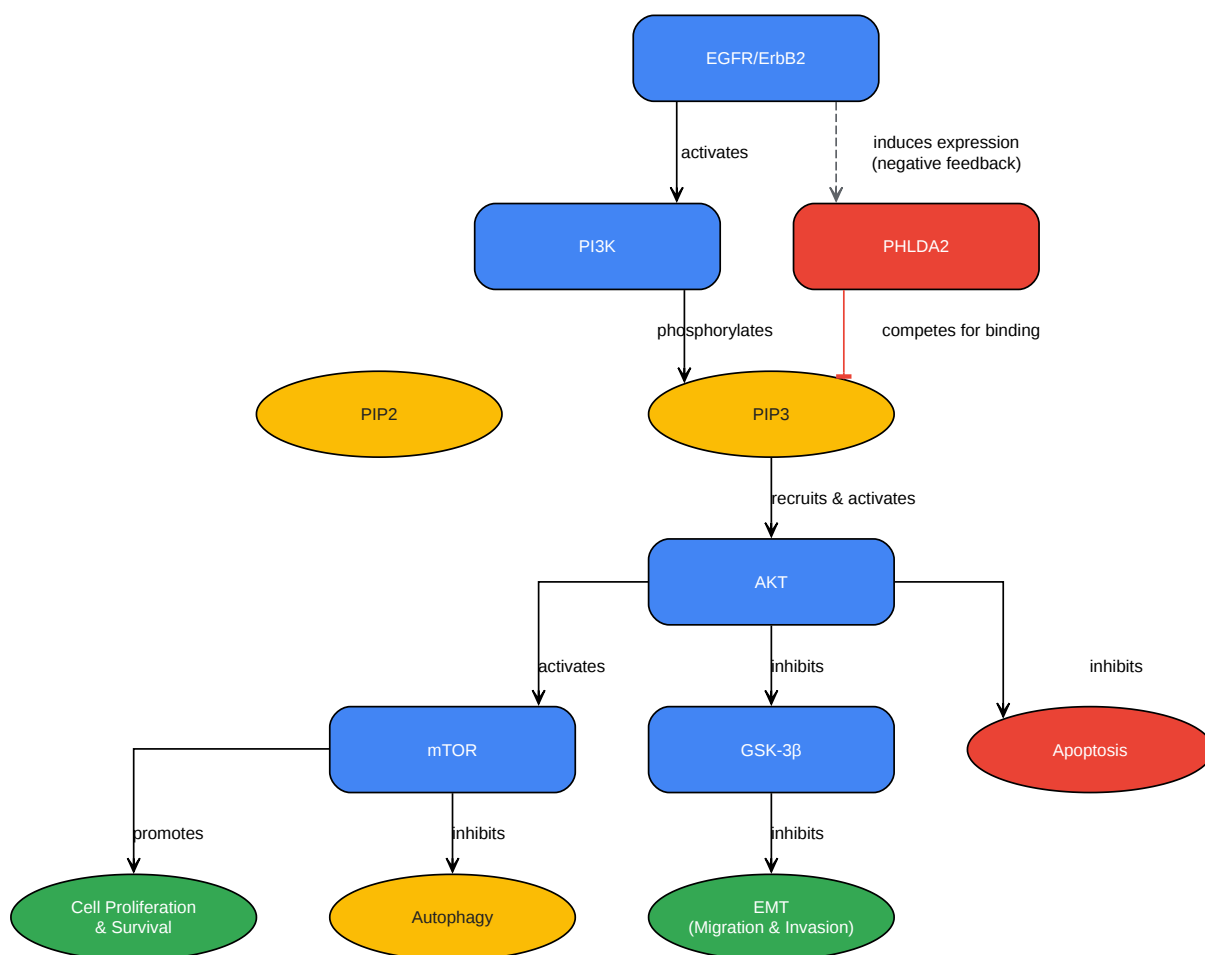 EGFR/ErbB2
activates
induces expression
(negative feedback)
PI3K
PHLDA2
phosphorylates
competes for binding
PIP2
PIP3
recruits & activates
AKT
activates
inhibits
inhibits
mTOR
GSK-3β
Apoptosis
promotes
inhibits
inhibits
Cell Proliferation
& Survival
Autophagy
EMT
(Migration & Invasion)